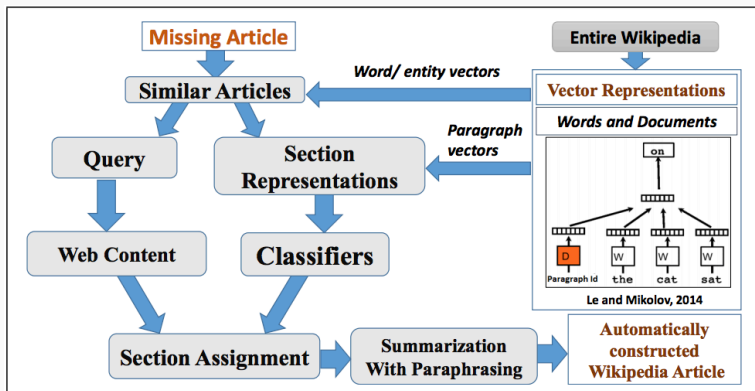 Missing Article
Entire Wikipedia
Word/ entity vectors
Similar Articles
Vector Representations
Words and Documents
Paragraph
vectors
Query
Section
Representations
on
Web Content
Classifiers
D
W
W
W
Paragraph Id
the
cat
sat
Le and Mikolov, 2014
Section Assignment
Summarization
With Paraphrasing
Automatically
constructed
Wikipedia Article